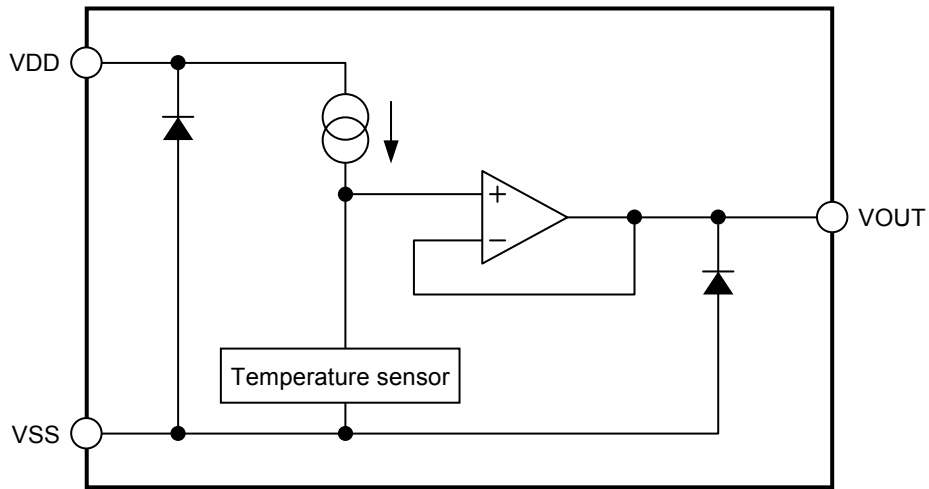 VDD
+
−
VOUT
Temperature sensor
VSS